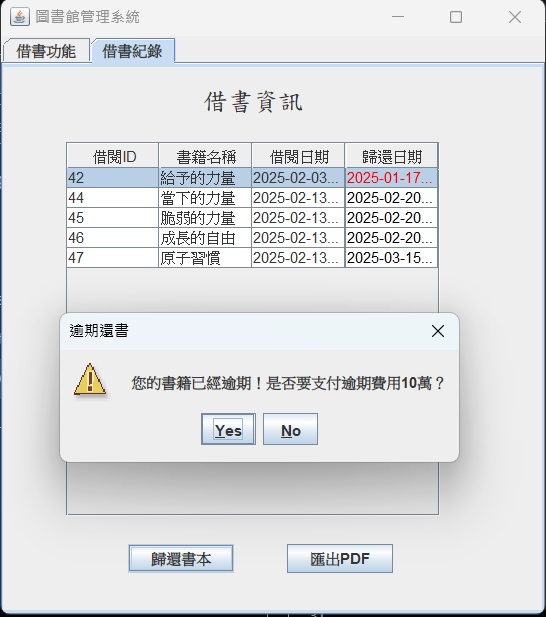 圖書館管理系統
借書功能 借書紀錄
借書資訊
借閱ID 書籍名稱 借閱日期 歸還日期
42 給予的力量 2025-02-03... 2025-01-17...
44 當下的力量 2025-02-13... 2025-02-20...
45 脆弱的力量 2025-02-13... 2025-02-20...
46 成長的自由 2025-02-13... 2025-02-20...
47 原子習慣 2025-02-13... 2025-03-15...
逾期還書
您的書籍已經逾期！是否要支付逾期費用10萬？
Yes No
歸還書本 匯出PDF